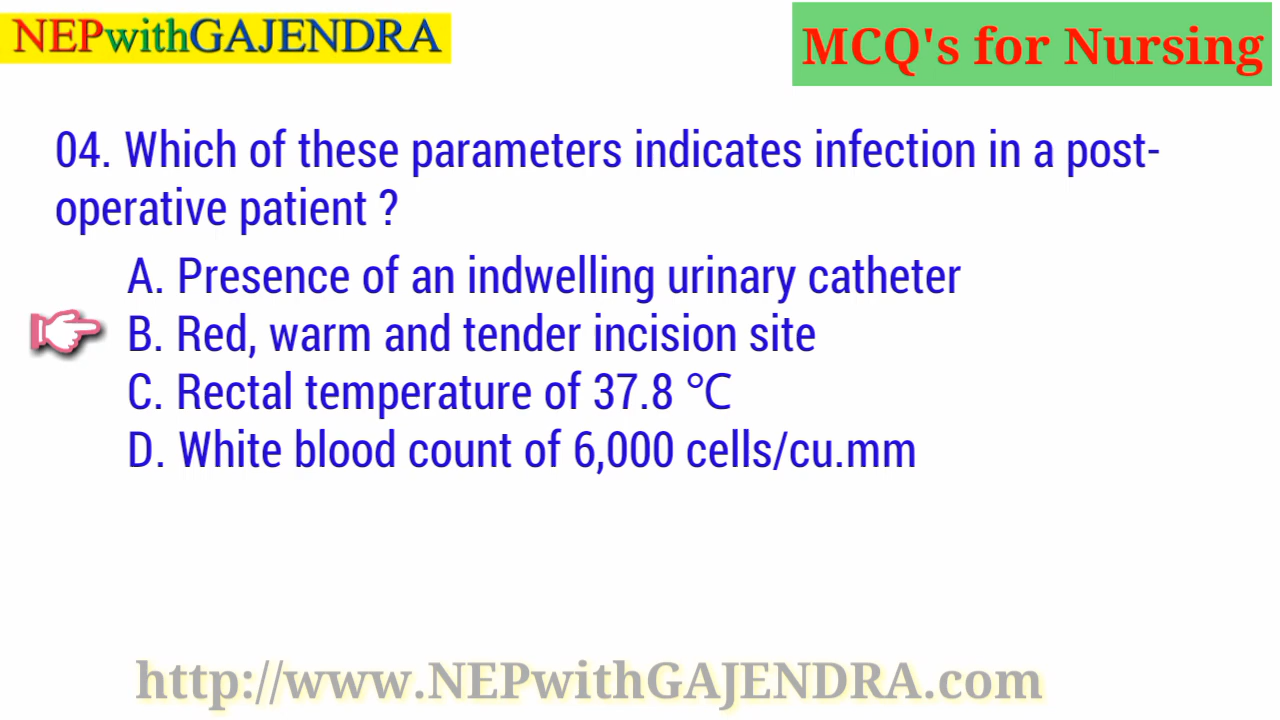 NEPwithGAJENDRA
MCQ's for Nursing
04. Which of these parameters indicates infection in a post-
operative patient ?
A. Presence of an indwelling urinary catheter
B. Red, warm and tender incision site
C. Rectal temperature of 37.8 ℃
D. White blood count of 6,000 cells/cu.mm
http://www.NEPwithGAJENDRA.com